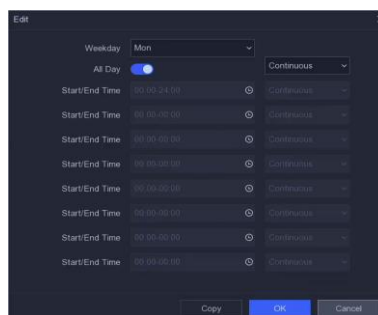 Edit
Weekday Mon
All Day Continuous
Start/End Time 00:00-24:00 Continuous
Start/End Time 00:00-00:00 Continuous
Start/End Time 00:00-00:00 Continuous
Start/End Time 00:00-00:00 Continuous
Start/End Time 00:00-00:00 Continuous
Start/End Time 00:00-00:00 Continuous
Start/End Time 00:00-00:00 Continuous
Start/End Time 00:00-00:00 Continuous
Copy OK Cancel